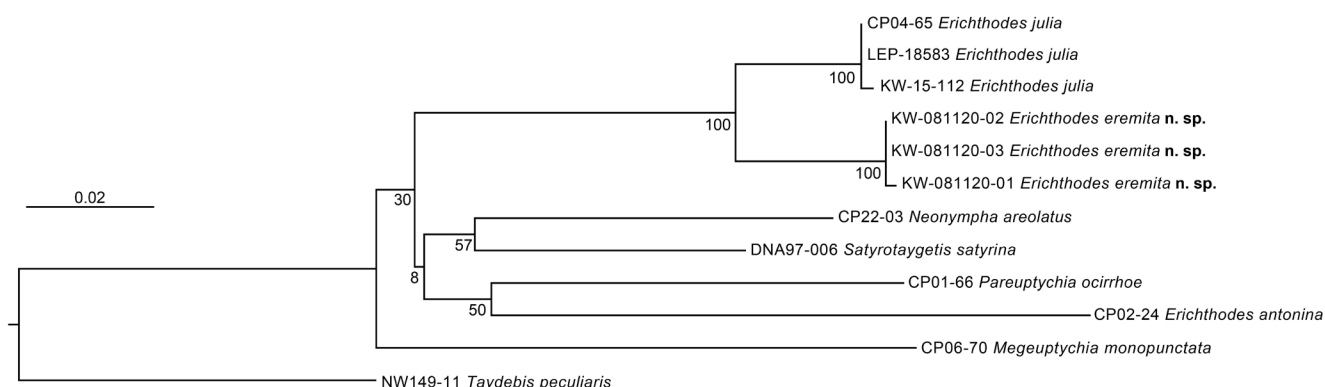 CP04-65 Erichthodes julia
LEP-18583 Erichthodes julia
100
KW-15-112 Erichthodes julia
KW-081120-02 Erichthodes eremita n. sp.
100
KW-081120-03 Erichthodes eremita n. sp.
100
KW-081120-01 Erichthodes eremita n. sp.
0.02
30
CP22-03 Neonympha areolatus
57
DNA97-006 Satyrotaygetis satyrina
8
CP01-66 Pareuptychia ocirrhoe
50
CP02-24 Erichthodes antonina
CP06-70 Megeuptychia monopunctata
NW149-11 Taydebis peculiaris